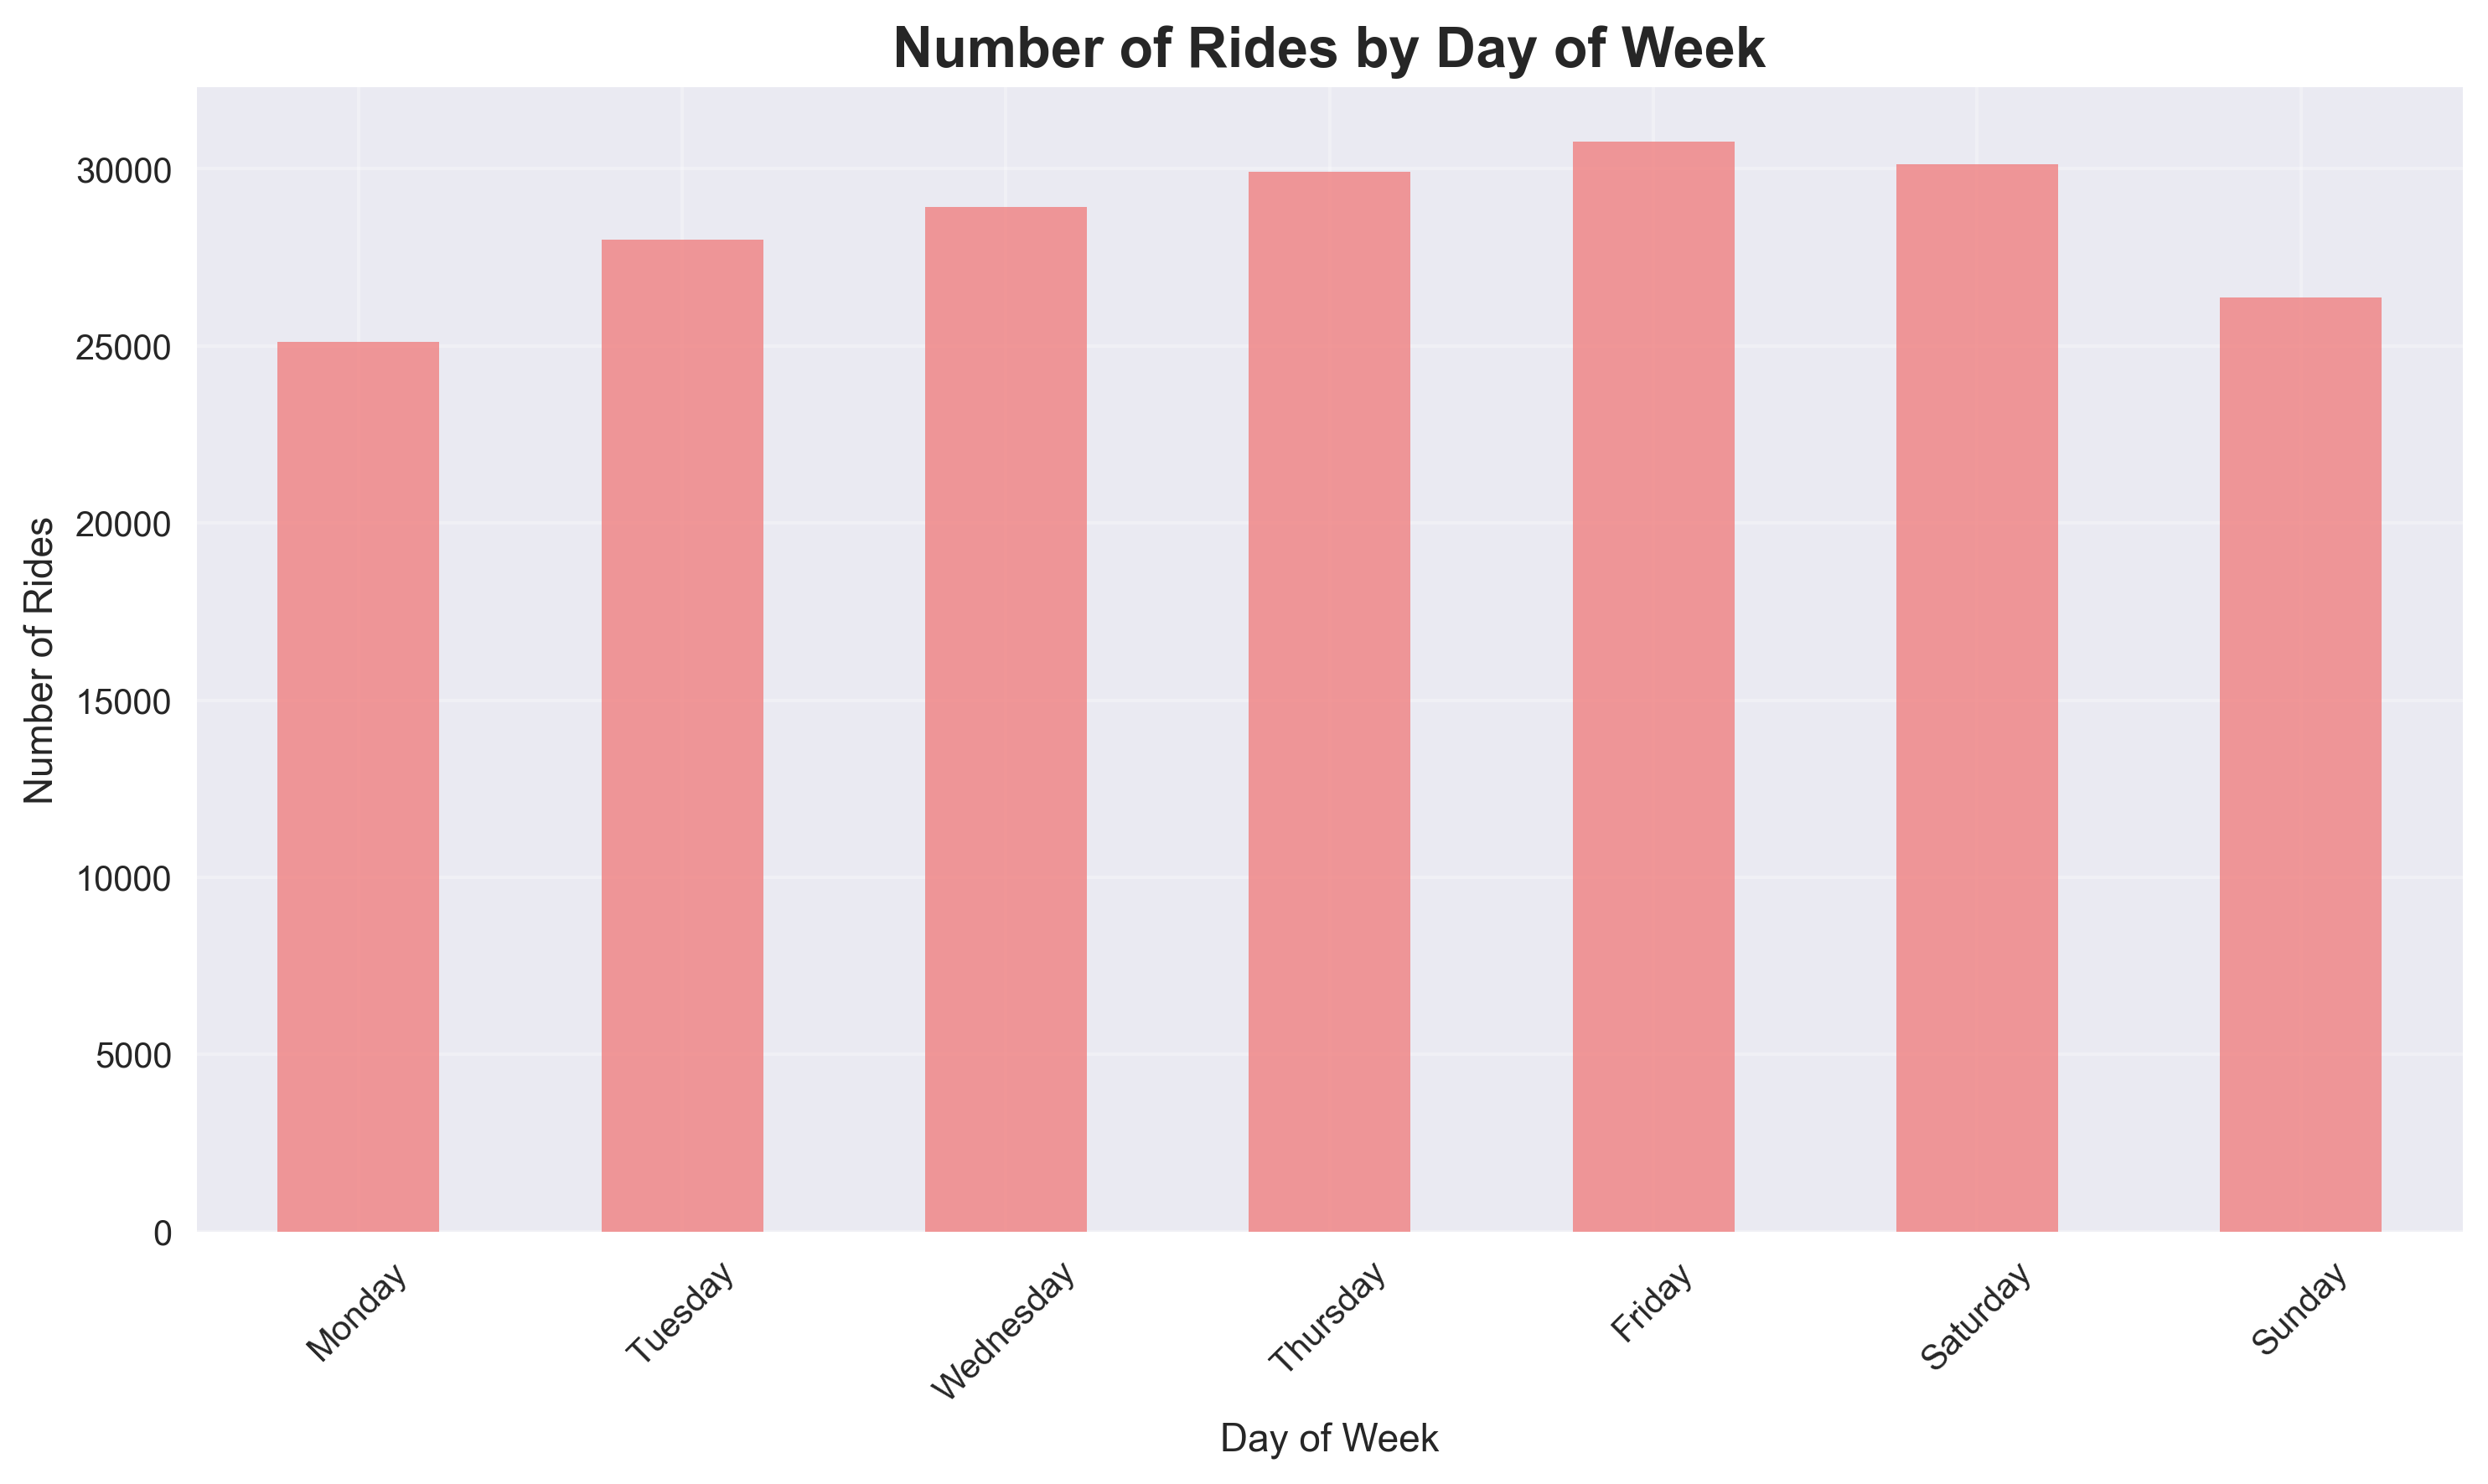 Number of Rides by Day of Week
Number of Rides
30000
25000
20000
15000
10000
5000
0
Monday
Tuesday
Wednesday
Thursday
Friday
Saturday
Sunday
Day of Week